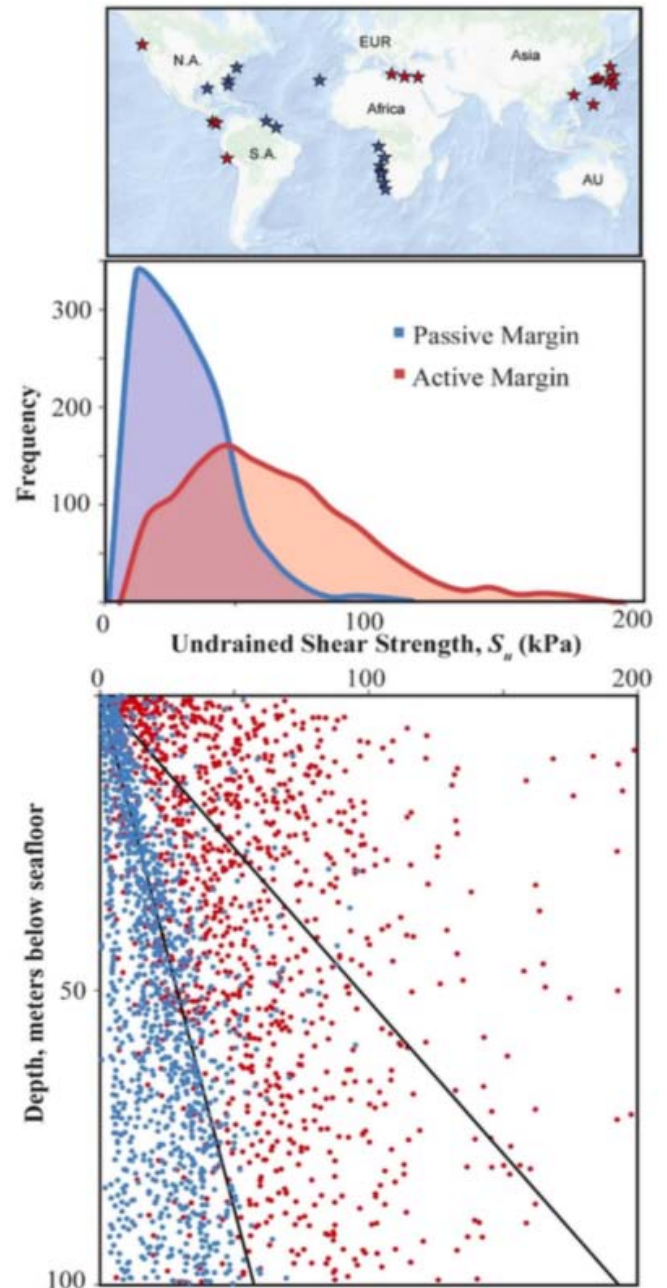 N.A.
EUR
Asia
Africa
S.A.
AU
300
200
100
Frequency
Passive Margin
Active Margin
0
100
200
Undrained Shear Strength, Su (kPa)
0
100
200
Depth, meters below seafloor
50
100